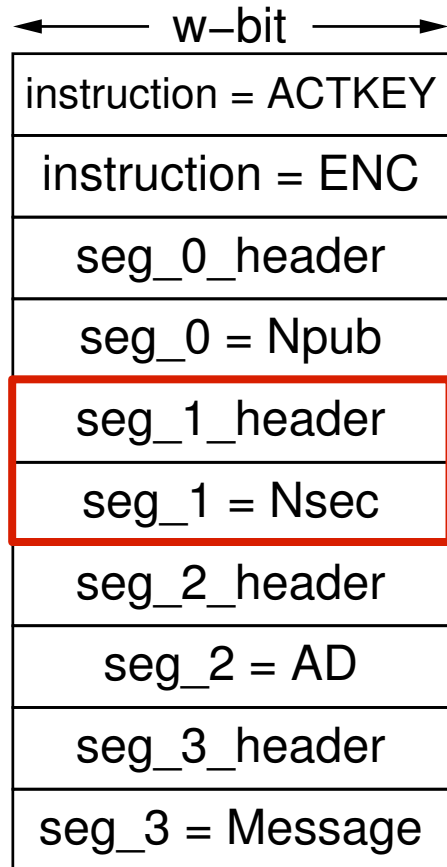 w–bit
instruction = ACTKEY
instruction = ENC
seg_0_header
seg_0 = Npub
seg_1_header
seg_1 = Nsec
seg_2_header
seg_2 = AD
seg_3_header
seg_3 = Message